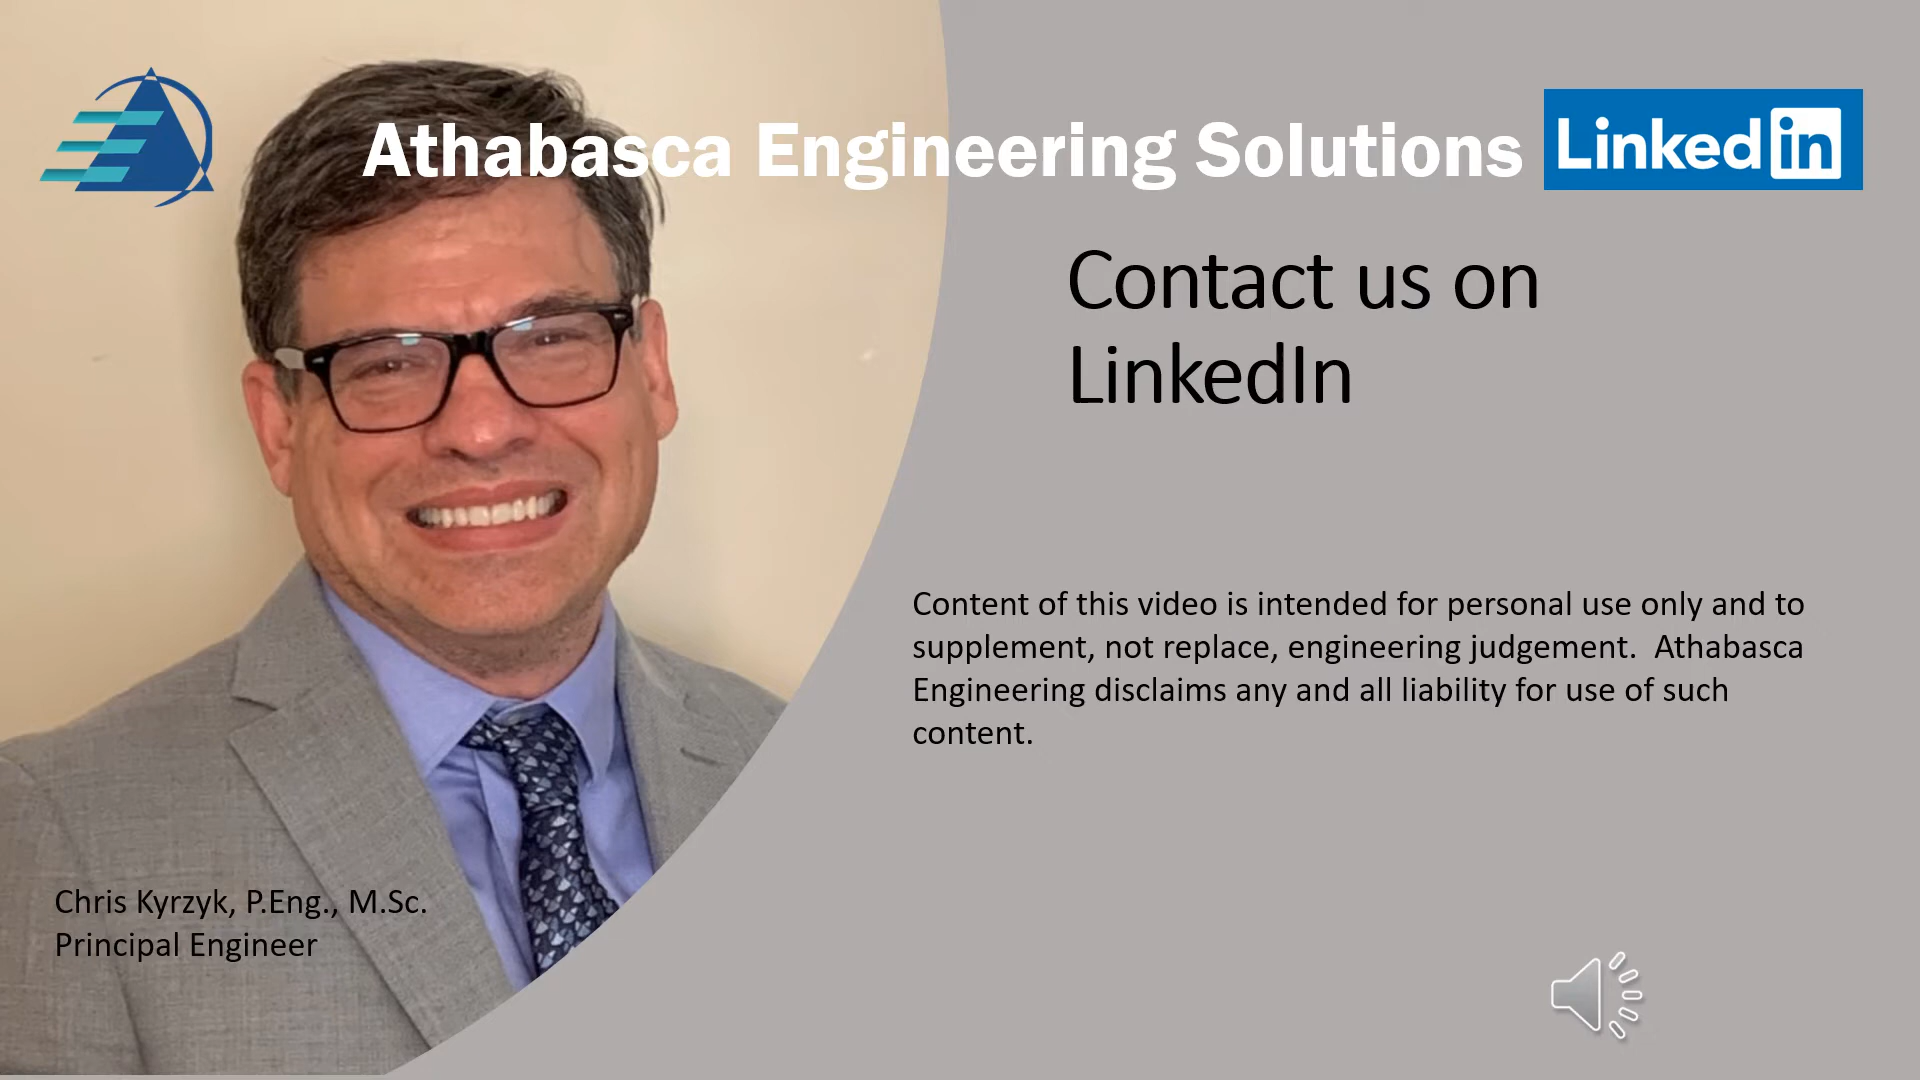 Athabasca Engineering Solutions
Linkedin
Contact us on
LinkedIn
Content of this video is intended for personal use only and to
supplement, not replace, engineering judgement.  Athabasca
Engineering disclaims any and all liability for use of such
content.
Chris Kyrzyk, P.Eng., M.Sc.
Principal Engineer